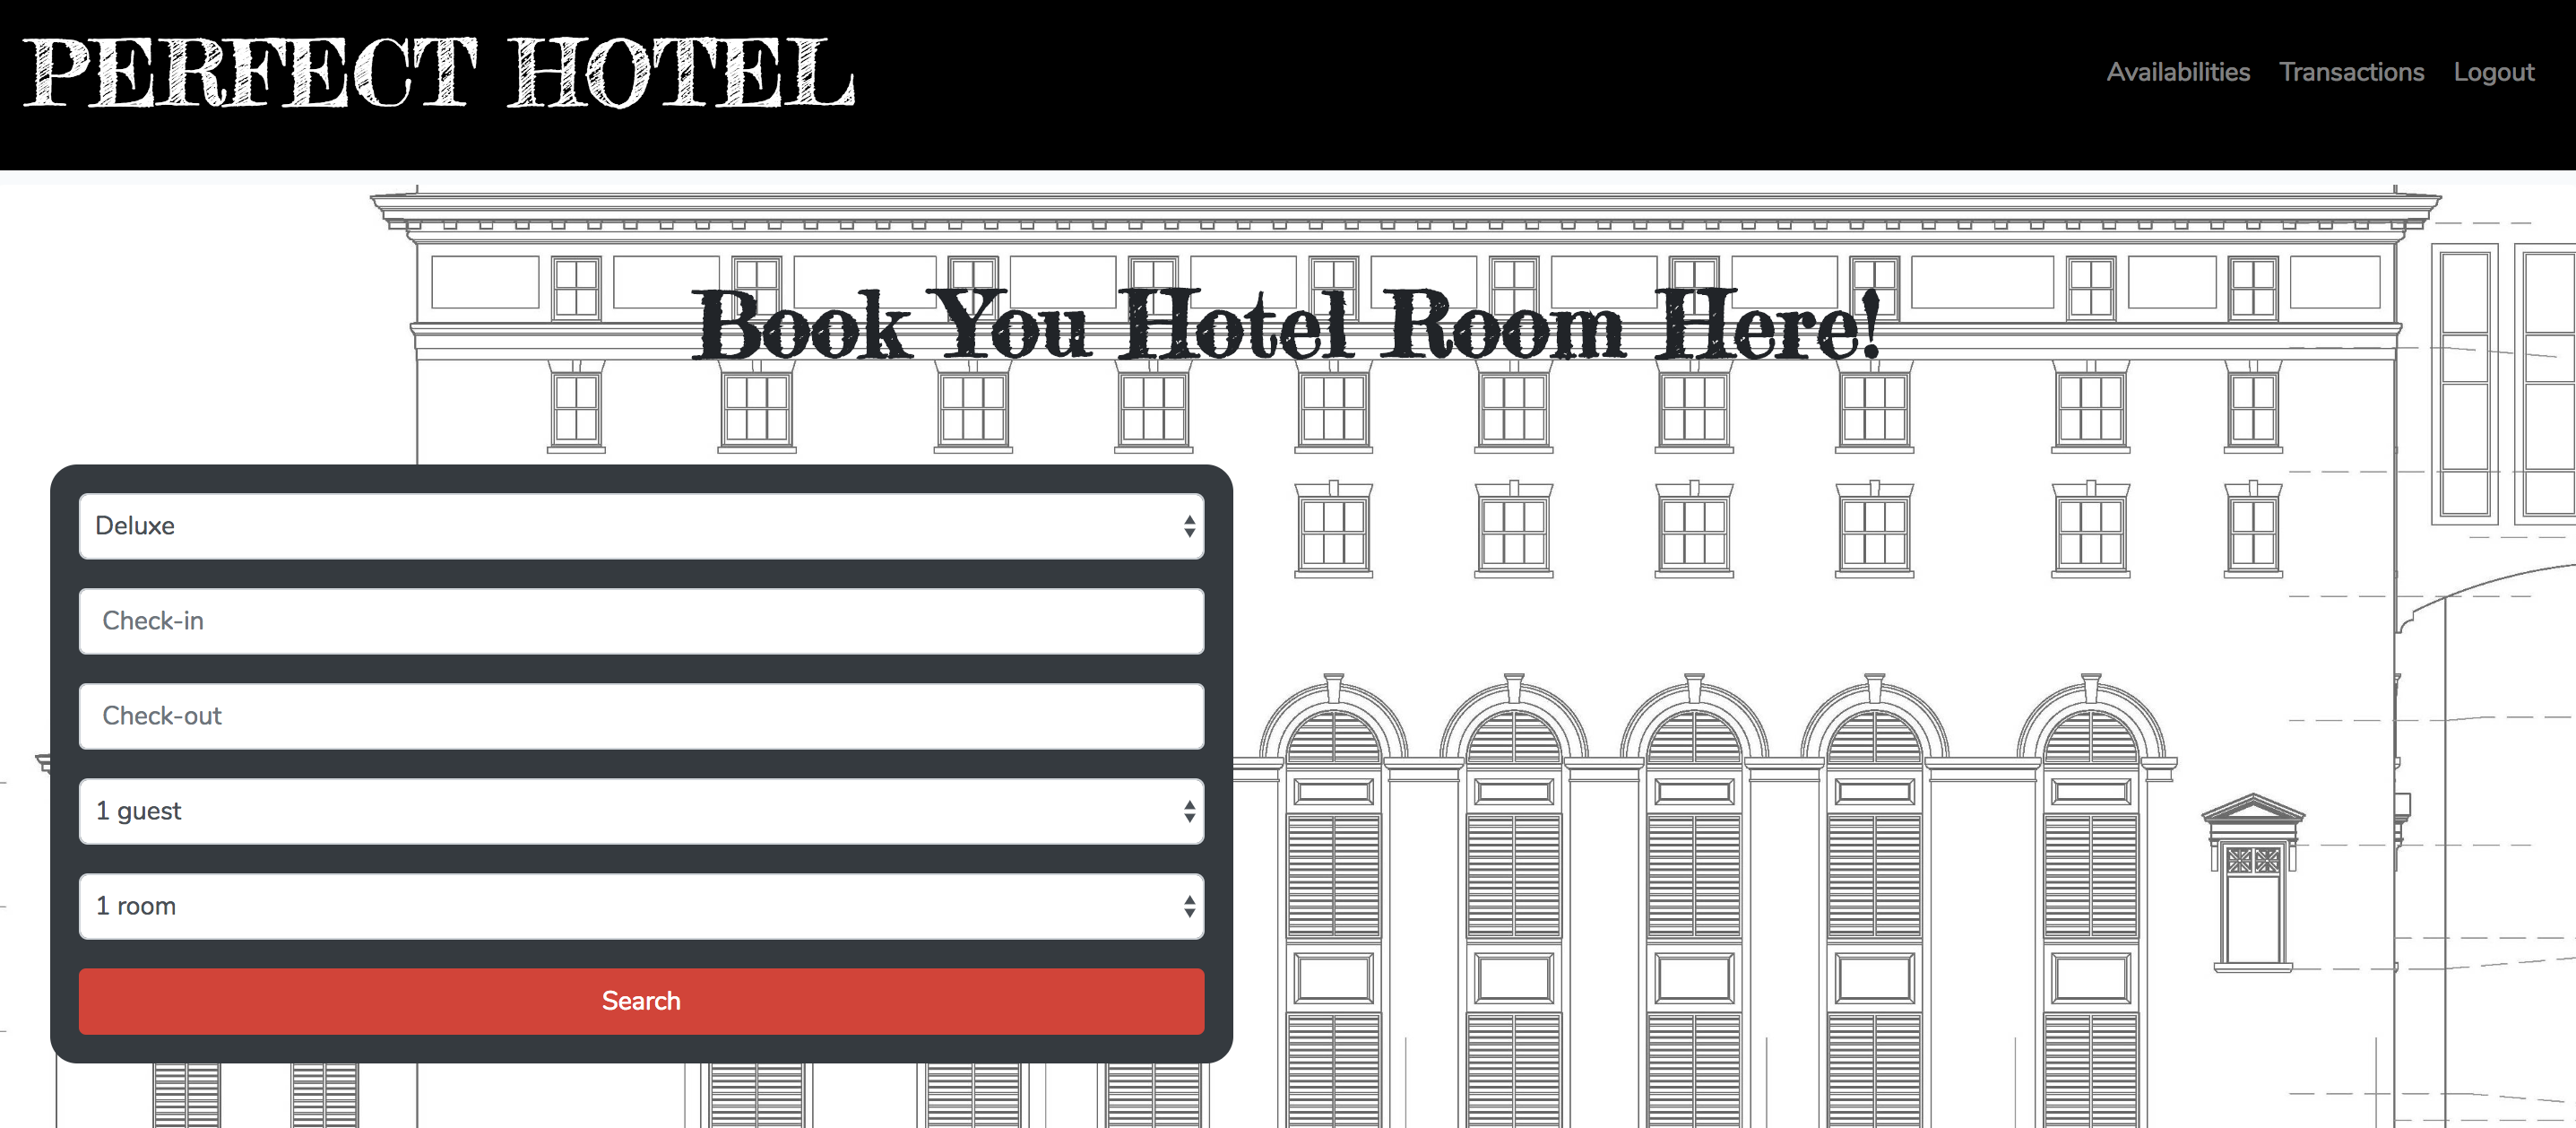 PERFECT HOTEL
Availabilities Transactions Logout
Book You Hotel Room Here!
Deluxe
Check-in
Check-out
1 guest
1 room
Search